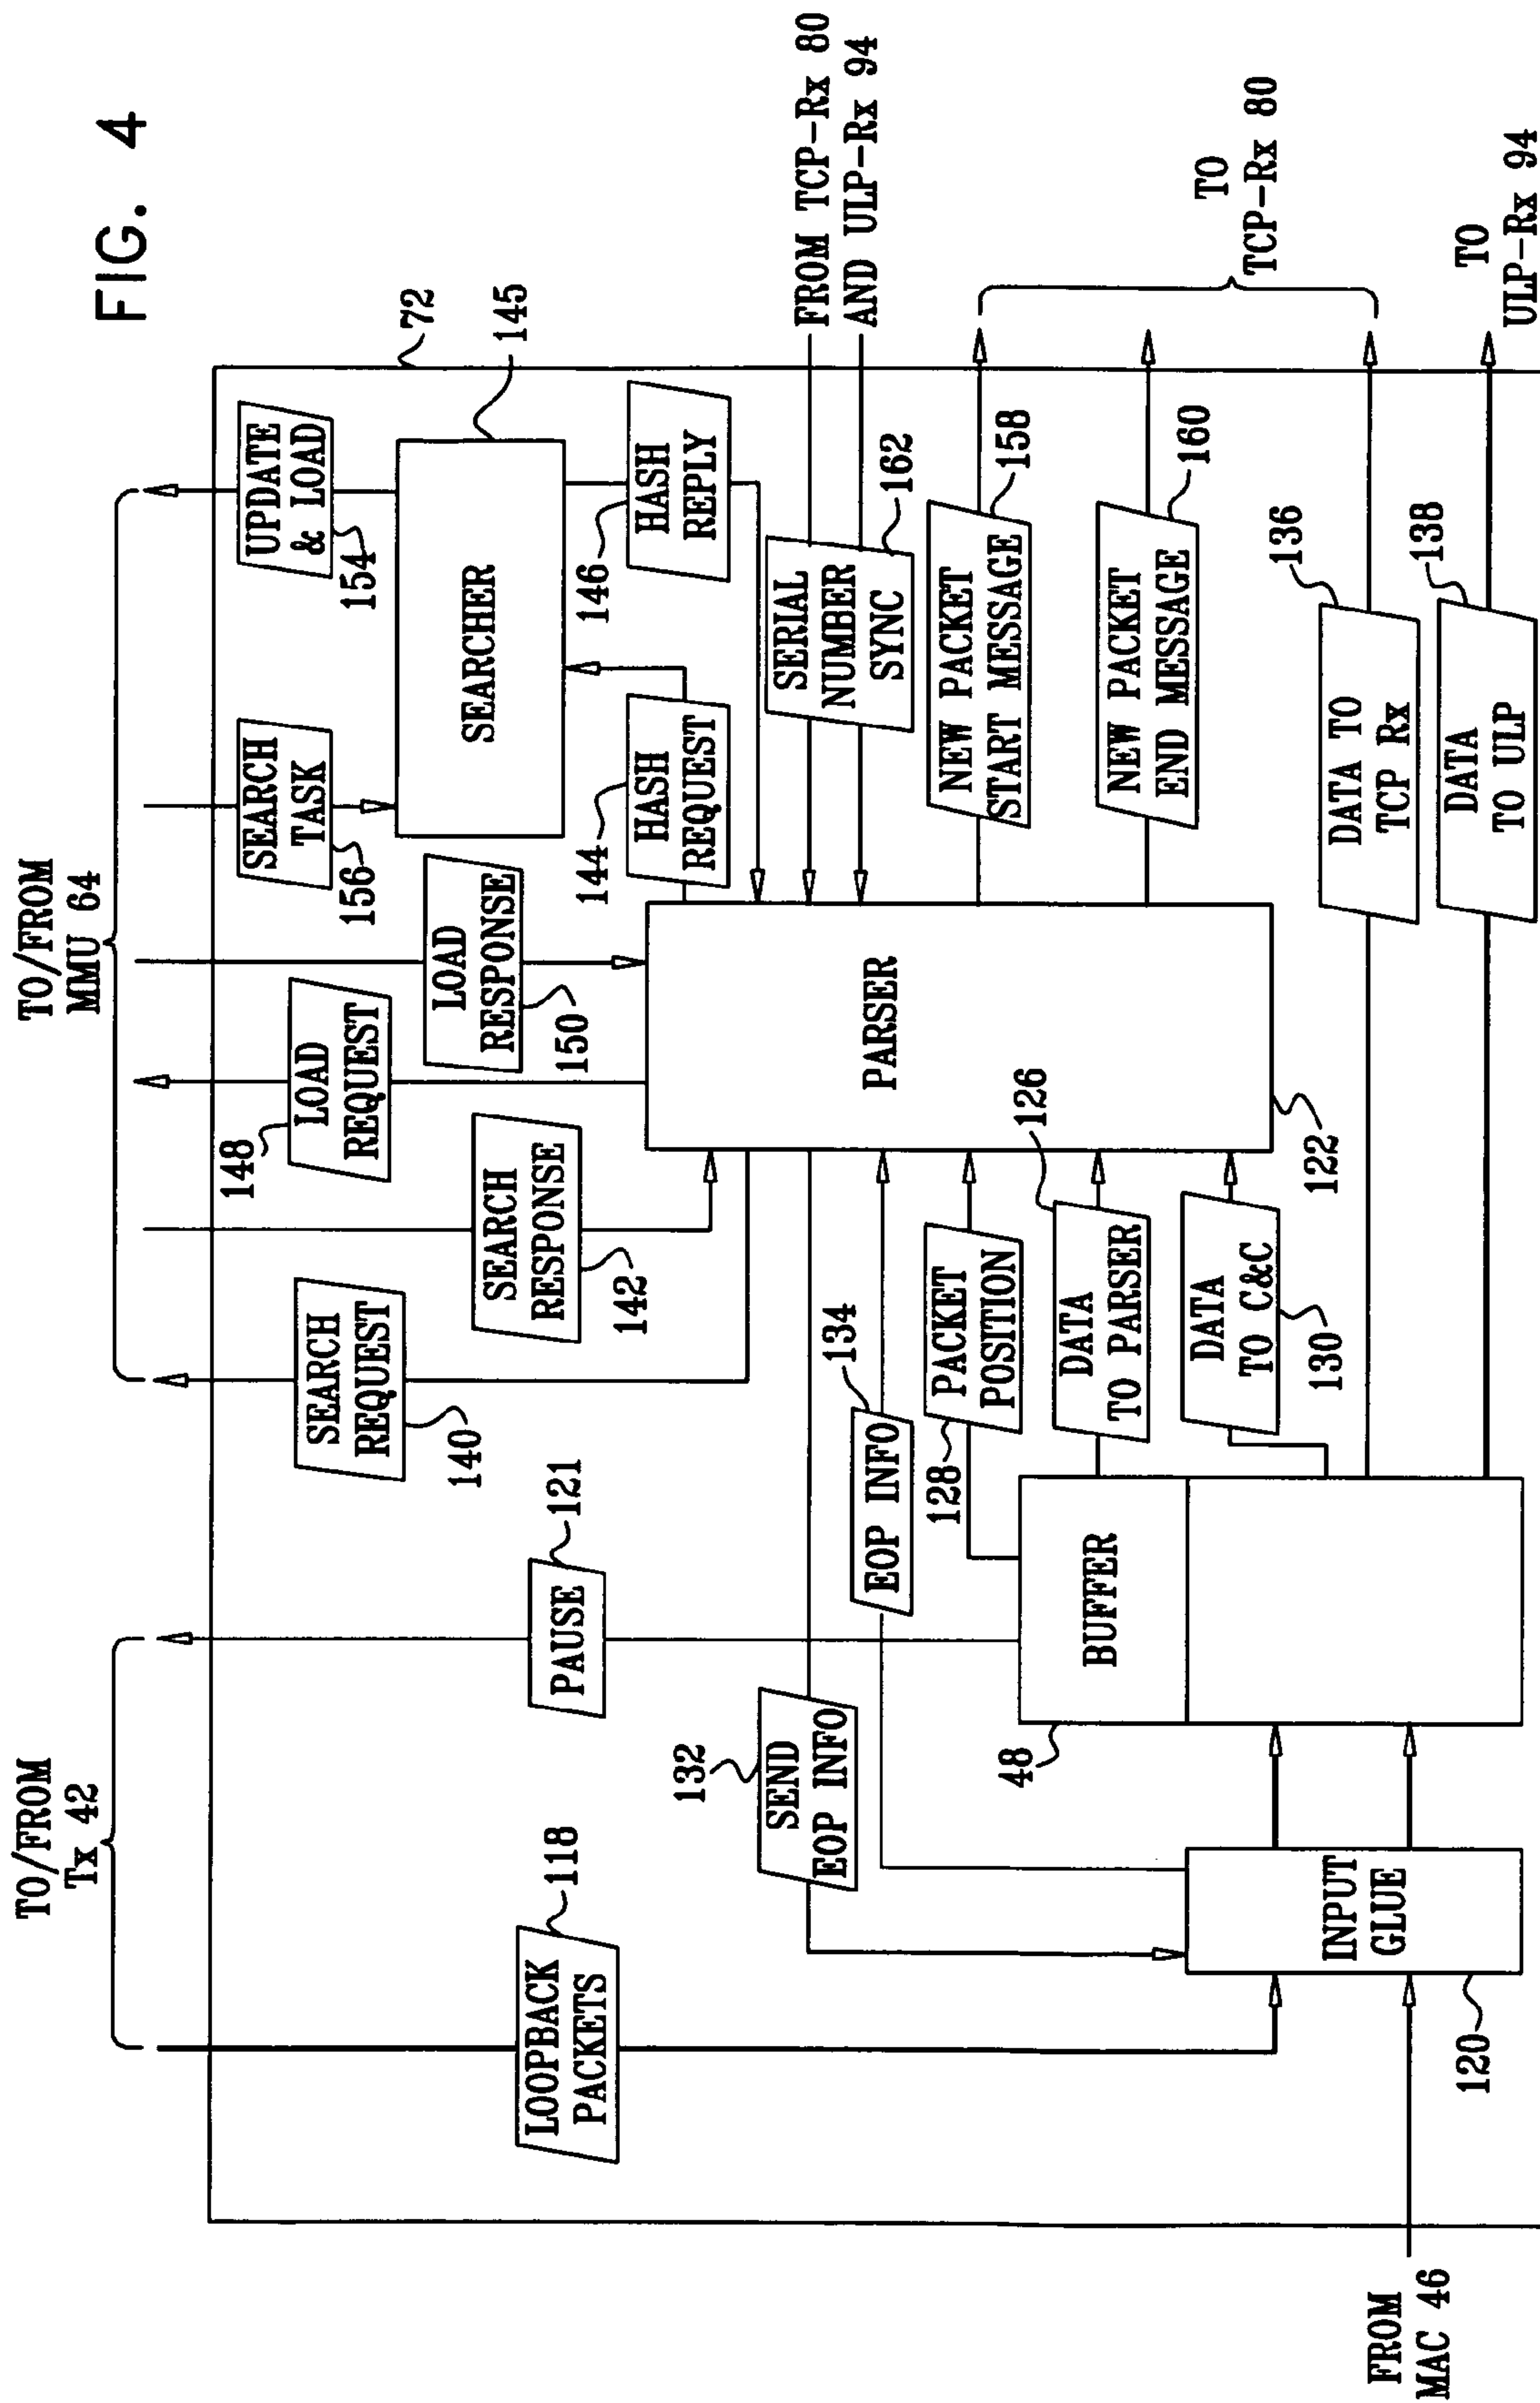 FIG. 4
TO/FROM
Tx 42
TO/FROM
MMU 64
72
LOOPBACK
PACKETS
118
PAUSE
121
SEARCH
REQUEST
140
SEARCH
RESPONSE
142
LOAD
REQUEST
148
LOAD
RESPONSE
150
SEARCH
TASK
156
UPDATE
& LOAD
154
SEARCHER
145
HASH
REQUEST
144
HASH
REPLY
146
SERIAL
NUMBER
SYNC
162
FROM TCP-Rx 80
AND ULP-Rx 94
SEND
EOP INFO
132
EOP INFO
134
PACKET
POSITION
128
DATA
TO PARSER
126
DATA
TO C&C
130
PARSER
122
NEW PACKET
START MESSAGE
158
NEW PACKET
END MESSAGE
160
TO
TCP-Rx 80
BUFFER
48
INPUT
GLUE
120
FROM
MAC 46
DATA TO
TCP Rx
136
DATA
TO ULP
138
TO
ULP-Rx 94